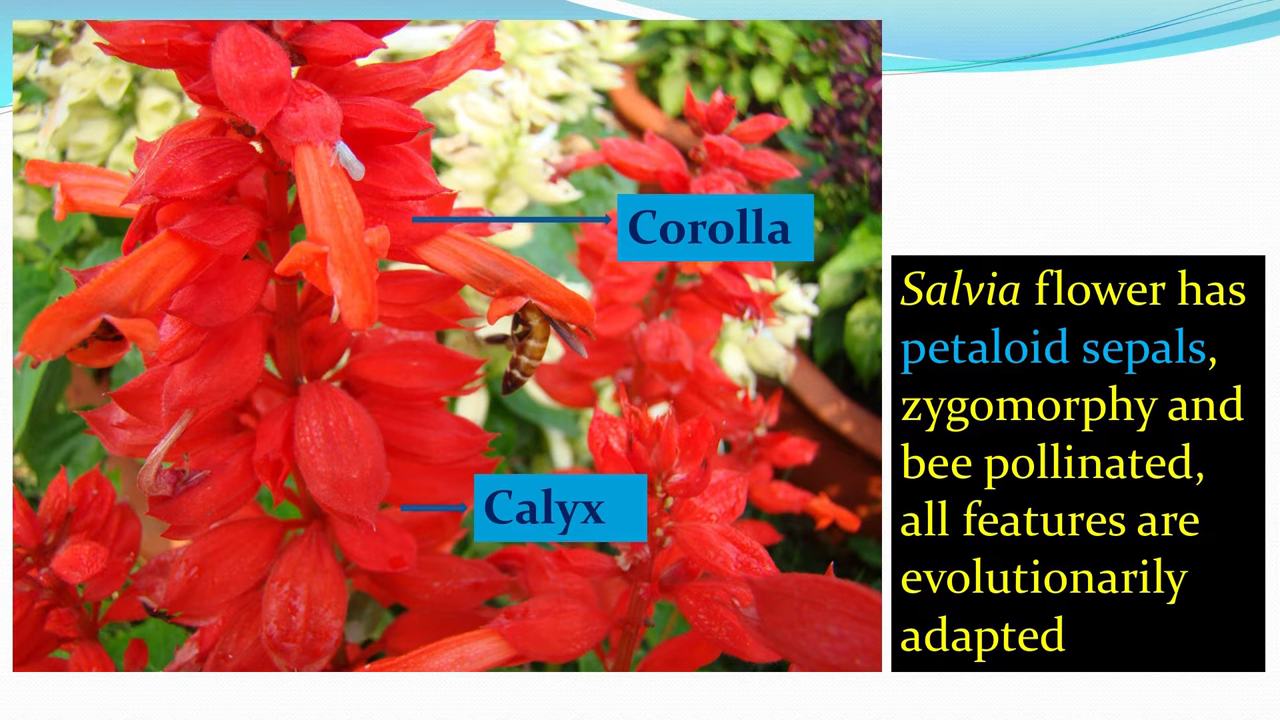 Corolla
Calyx
Salvia flower has
petaloid sepals,
zygomorphy and
bee pollinated,
all features are
evolutionarily
adapted